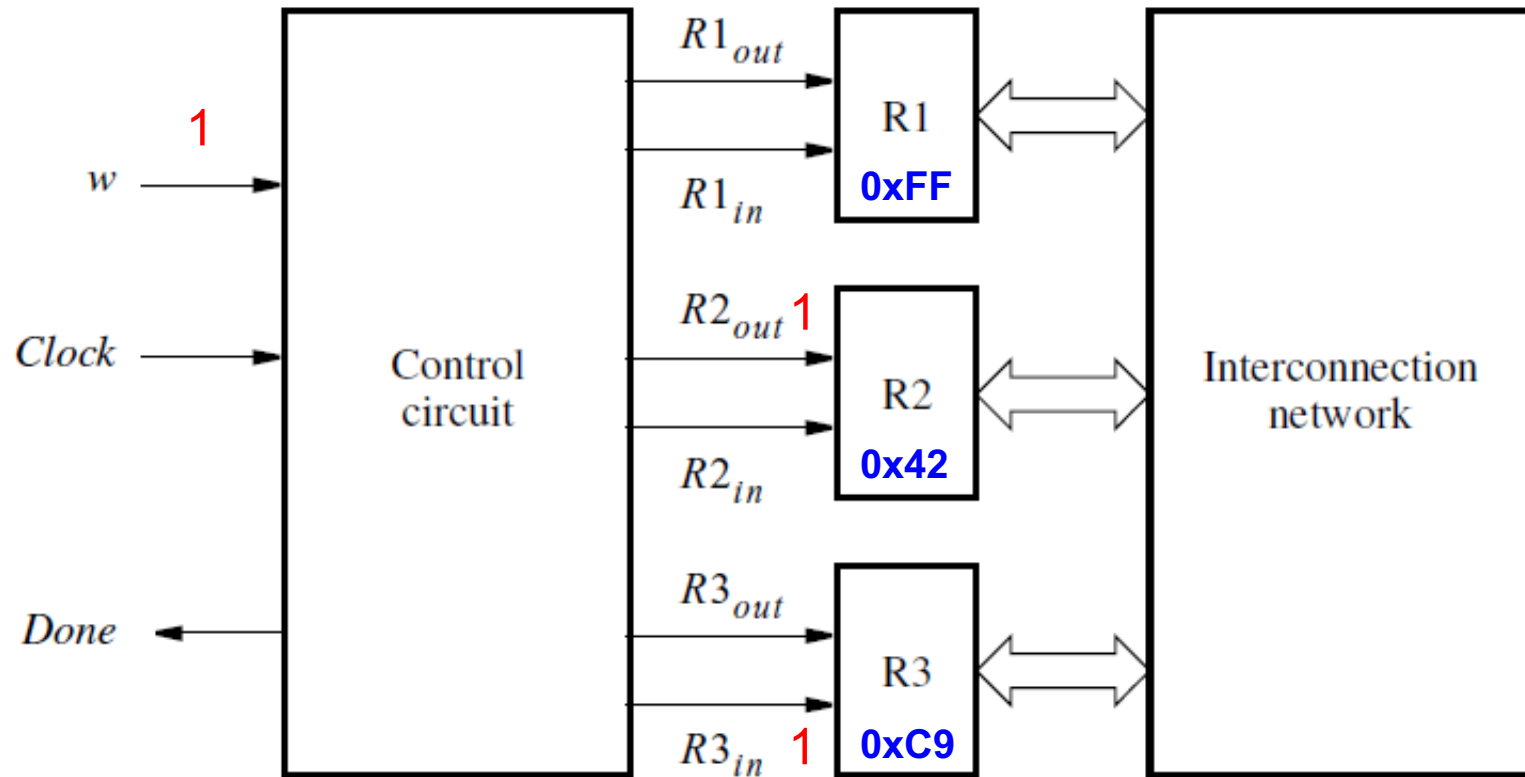 w
1
Clock
Done
Control
circuit
R1out
R1in
R2out 1
R2in
R3out
R3in 1
R1
0xFF
R2
0x42
R3
0xC9
Interconnection
network